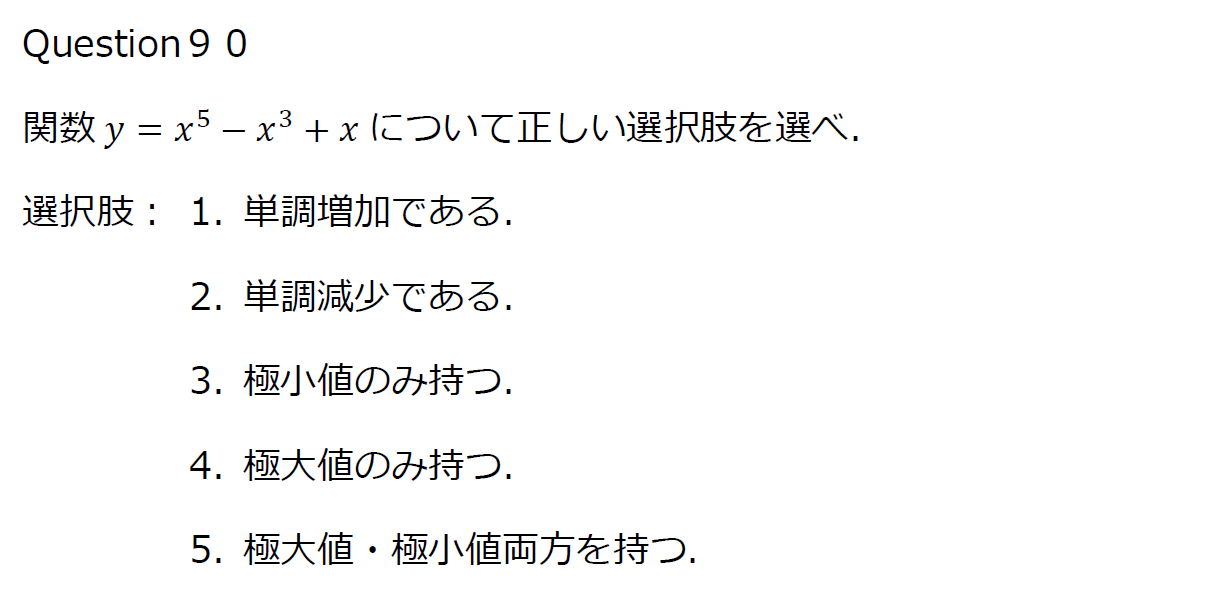 Question９０
関数 y = x⁵ − x³ + x について正しい選択肢を選べ.
選択肢： 1. 単調増加である.
2. 単調減少である.
3. 極小値のみ持つ.
4. 極大値のみ持つ.
5. 極大値・極小値両方を持つ.